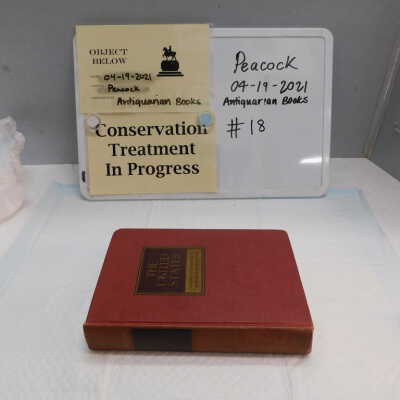 OBJECT
BELOW
04-19-2021
Peacock
Antiquarian Books
Conservation
Treatment
In Progress
Peacock
04-19-2021
Antiquarian Books
#18
THE
UNITED
STATES